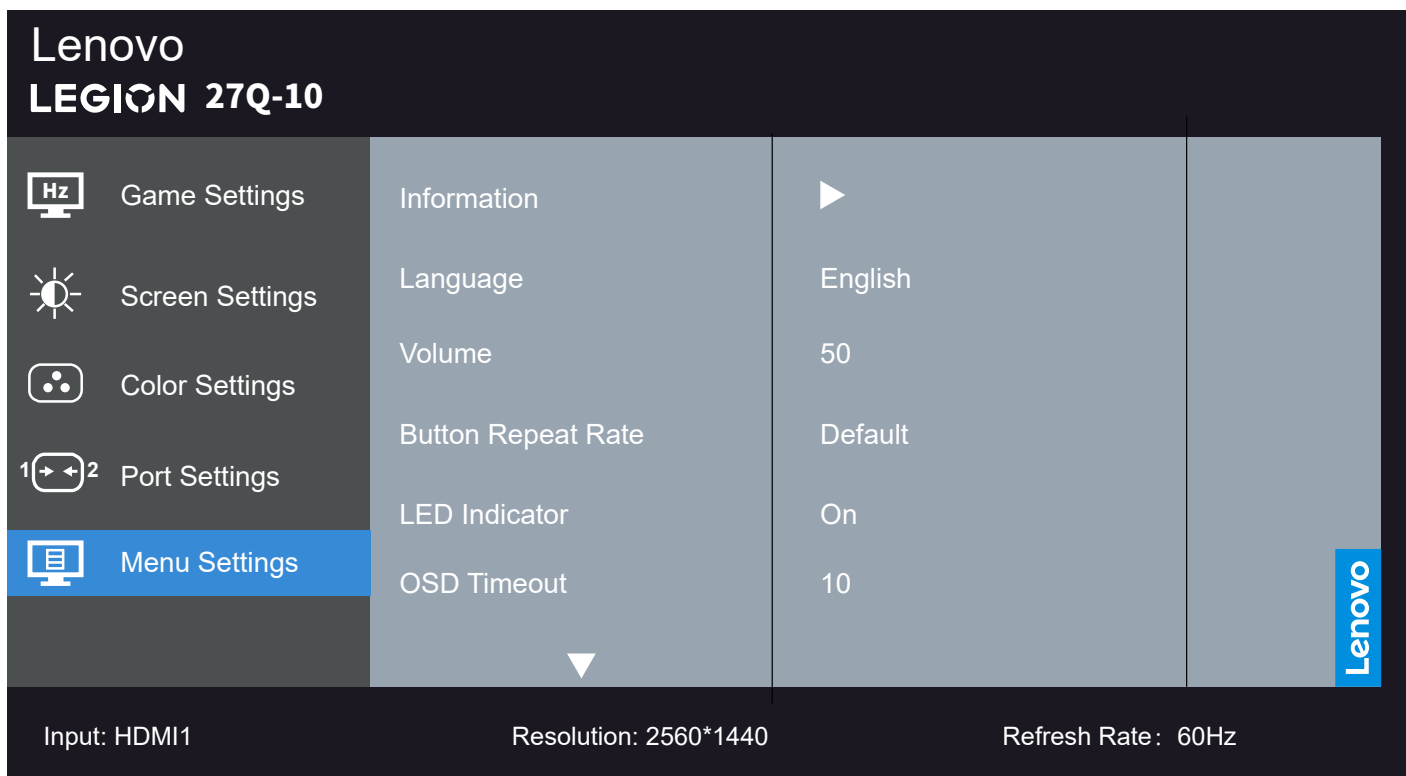 Lenovo
LEGION 27Q-10
Hz Game Settings
Screen Settings
Color Settings
1 2 Port Settings
Menu Settings
Information
Language English
Volume 50
Button Repeat Rate Default
LED Indicator On
OSD Timeout 10
Lenovo
Input: HDMI1 Resolution: 2560*1440 Refresh Rate: 60Hz